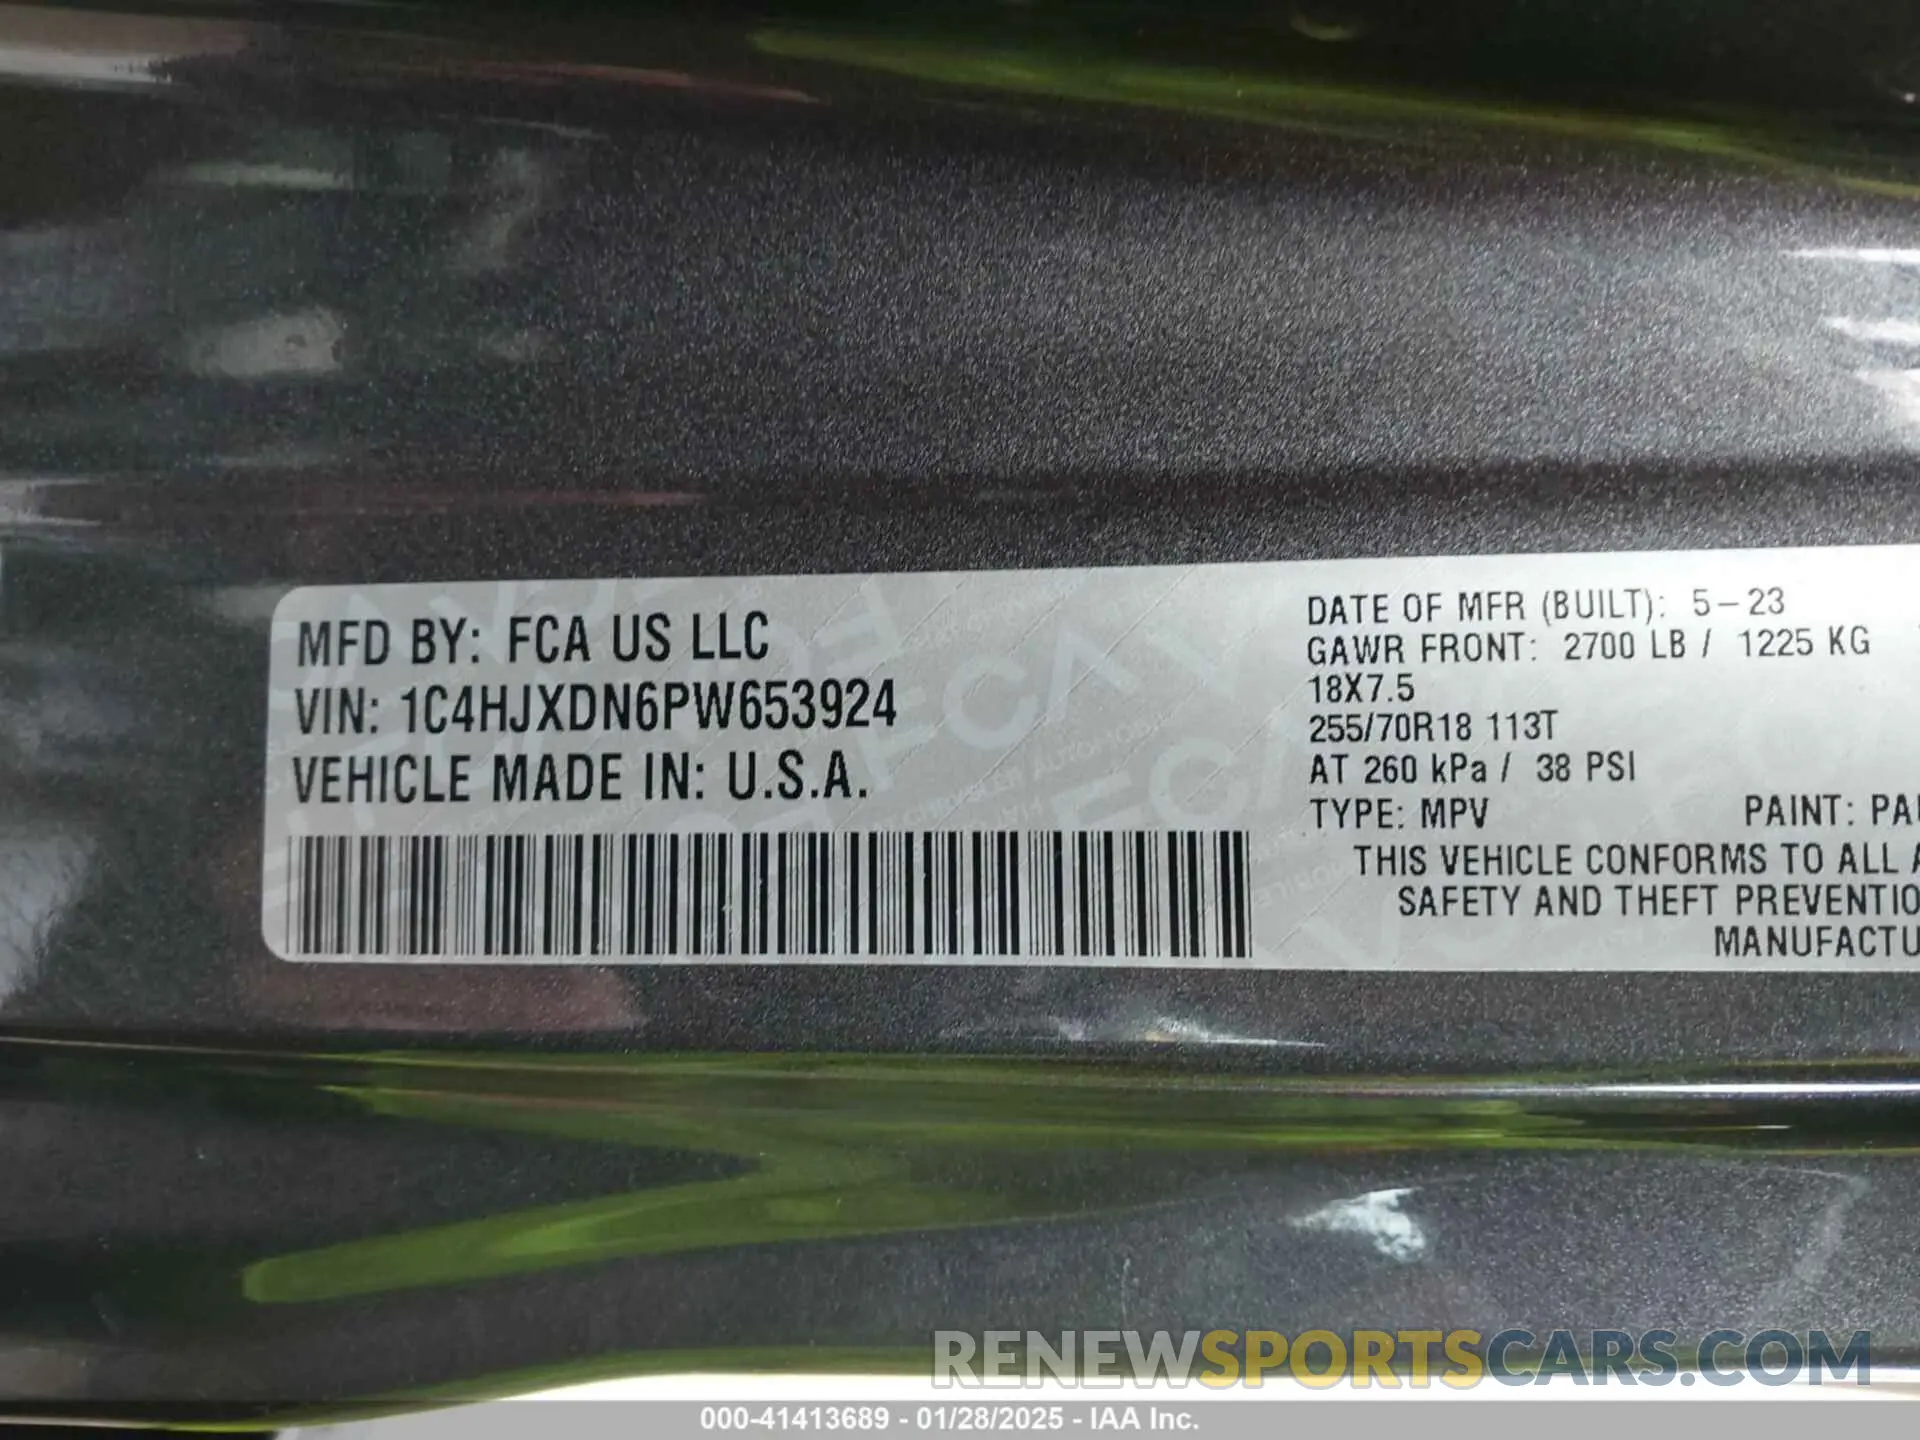 MFD BY: FCA US LLC
VIN: 1C4HJXDN6PW653924
VEHICLE MADE IN: U.S.A.
DATE OF MFR (BUILT): 5-23
GAWR FRONT: 2700 LB / 1225 KG
18X7.5
255/70R18 113T
AT 260 kPa / 38 PSI
TYPE: MPV PAINT: PAU
THIS VEHICLE CONFORMS TO ALL A
SAFETY AND THEFT PREVENTIO
MANUFACTU
RENEWSPORTSCARS.COM
000-41413689 - 01/28/2025 - IAA Inc.